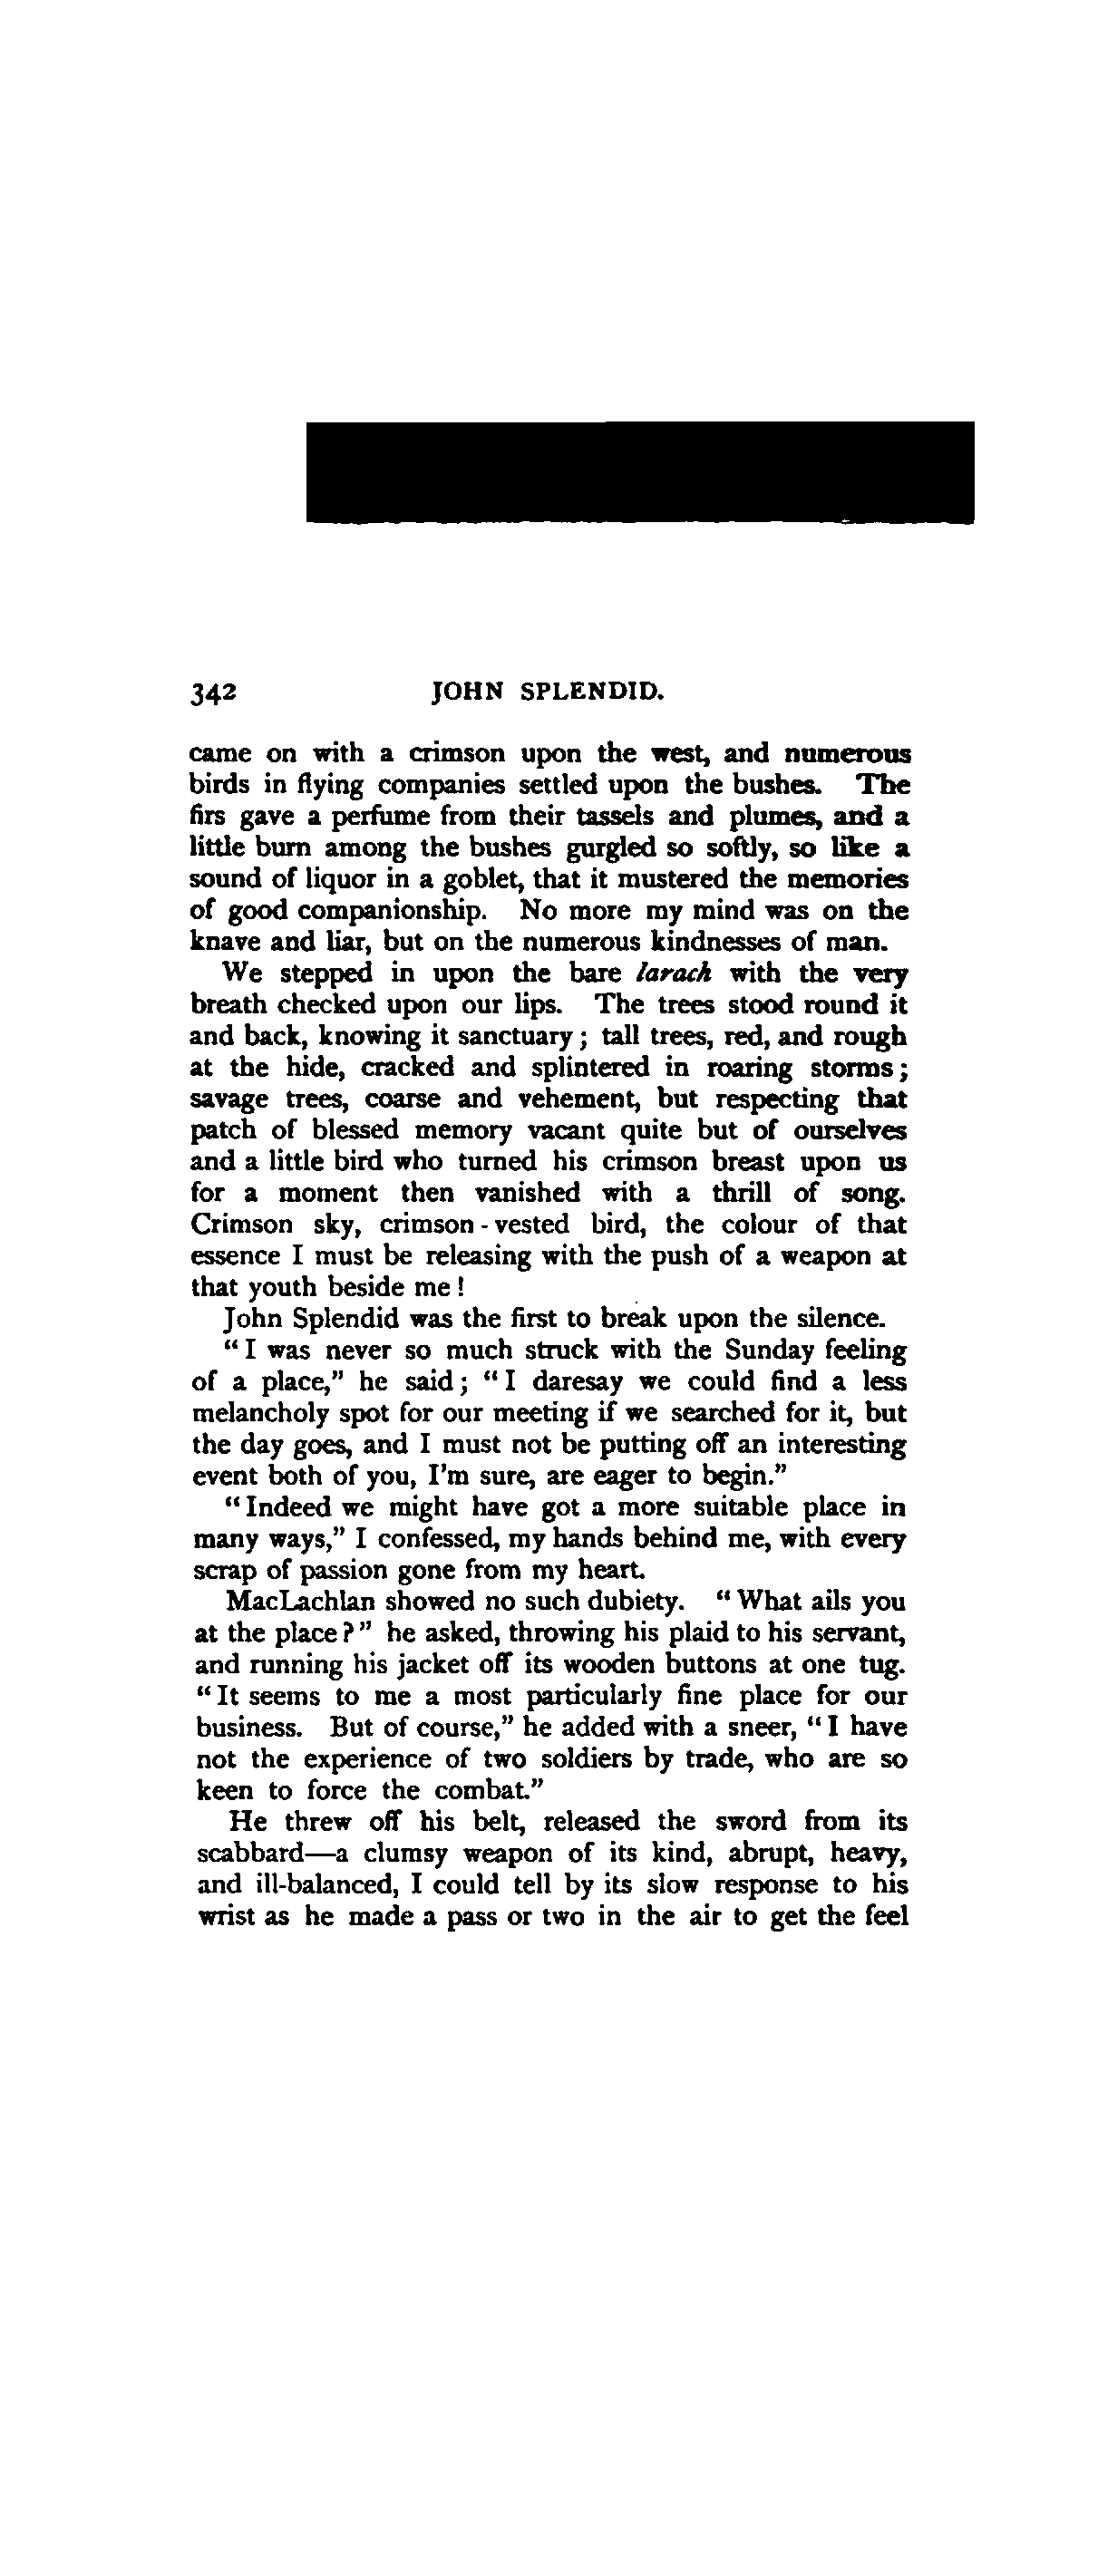 342 JOHN SPLENDID.
came on with a crimson upon the west, and numerous
birds in flying companies settled upon the bushes. The
firs gave a perfume from their tassels and plumes, and a
little burn among the bushes gurgled so softly, so like a
sound of liquor in a goblet, that it mustered the memories
of good companionship. No more my mind was on the
knave and liar, but on the numerous kindnesses of man.
We stepped in upon the bare larach with the very
breath checked upon our lips. The trees stood round it
and back, knowing it sanctuary; tall trees, red, and rough
at the hide, cracked and splintered in roaring storms;
savage trees, coarse and vehement, but respecting that
patch of blessed memory vacant quite but of ourselves
and a little bird who turned his crimson breast upon us
for a moment then vanished with a thrill of song.
Crimson sky, crimson-vested bird, the colour of that
essence I must be releasing with the push of a weapon at
that youth beside me!
John Splendid was the first to break upon the silence.
“I was never so much struck with the Sunday feeling
of a place,” he said; “I daresay we could find a less
melancholy spot for our meeting if we searched for it, but
the day goes, and I must not be putting off an interesting
event both of you, I'm sure, are eager to begin.”
“Indeed we might have got a more suitable place in
many ways,” I confessed, my hands behind me, with every
scrap of passion gone from my heart.
MacLachlan showed no such dubiety. “What ails you
at the place?” he asked, throwing his plaid to his servant,
and running his jacket off its wooden buttons at one tug.
“It seems to me a most particularly fine place for our
business. But of course,” he added with a sneer, “I have
not the experience of two soldiers by trade, who are so
keen to force the combat.”
He threw off his belt, released the sword from its
scabbard—a clumsy weapon of its kind, abrupt, heavy,
and ill-balanced, I could tell by its slow response to his
wrist as he made a pass or two in the air to get the feel